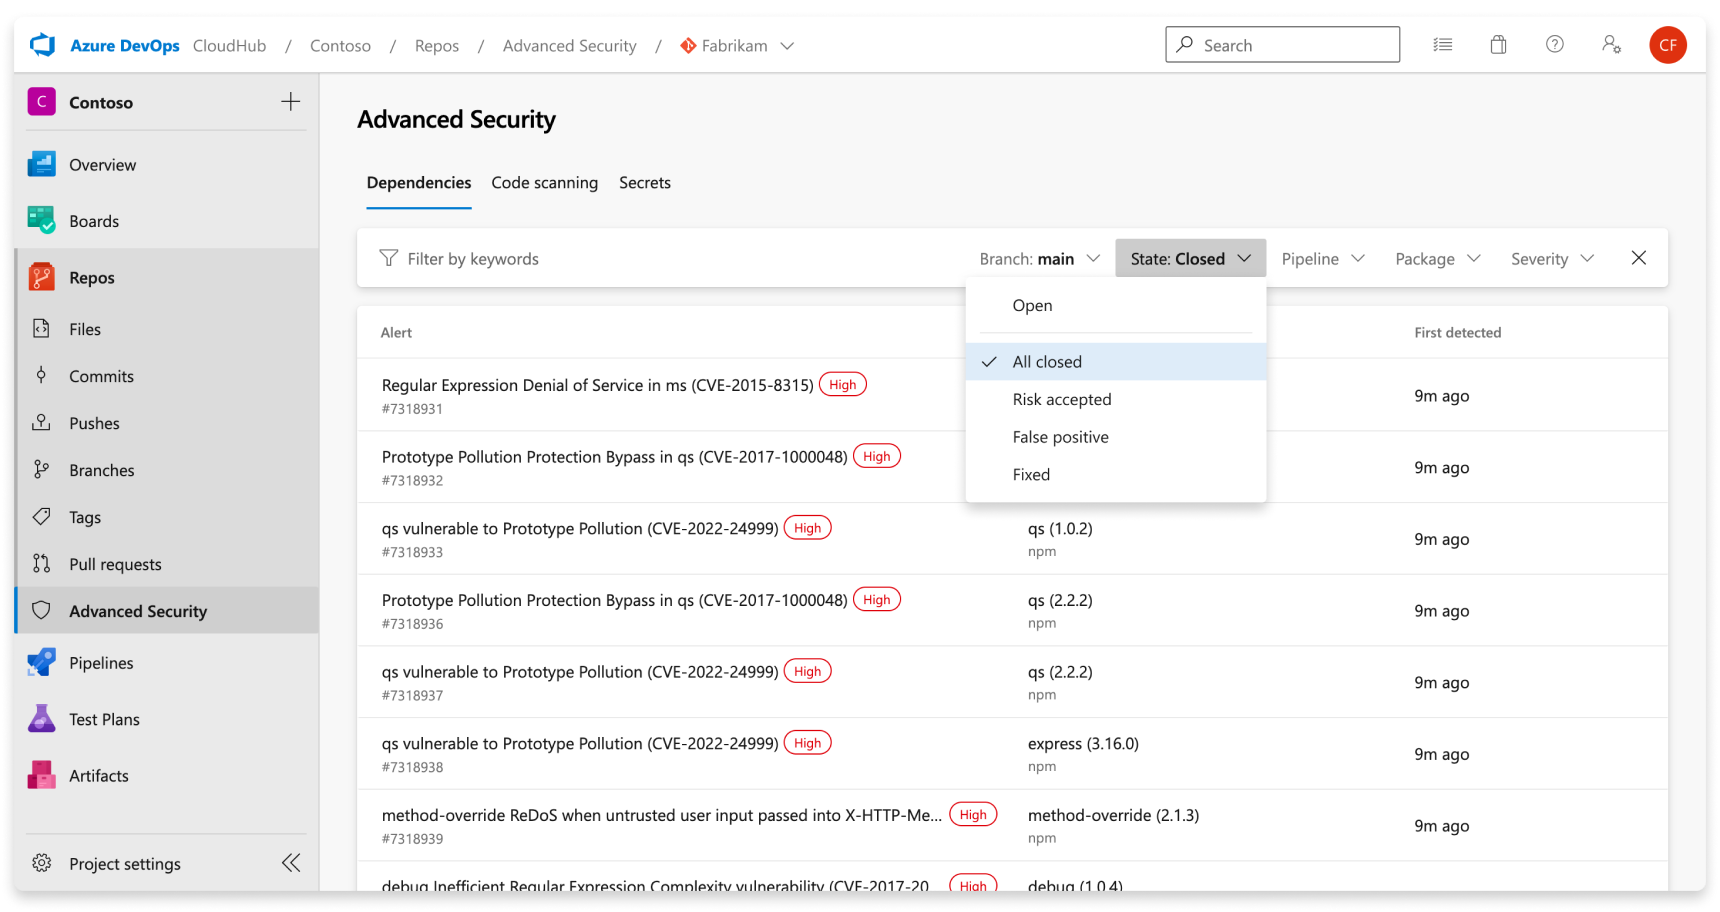 Azure DevOps CloudHub / Contoso / Repos / Advanced Security / Fabrikam Search CF
C Contoso
Overview
Boards
Repos
Files
Commits
Pushes
Branches
Tags
Pull requests
Advanced Security
Pipelines
Test Plans
Artifacts
Project settings
Advanced Security
Dependencies Code scanning Secrets
Filter by keywords Branch: main State: Closed Pipeline Package Severity
Open
All closed
Risk accepted
False positive
Fixed
Alert First detected
Regular Expression Denial of Service in ms (CVE-2015-8315) High 9m ago
#7318931
Prototype Pollution Protection Bypass in qs (CVE-2017-1000048) High 9m ago
#7318932
qs vulnerable to Prototype Pollution (CVE-2022-24999) High qs (1.0.2) 9m ago
#7318933 npm
Prototype Pollution Protection Bypass in qs (CVE-2017-1000048) High qs (2.2.2) 9m ago
#7318936 npm
qs vulnerable to Prototype Pollution (CVE-2022-24999) High qs (2.2.2) 9m ago
#7318937 npm
qs vulnerable to Prototype Pollution (CVE-2022-24999) High express (3.16.0) 9m ago
#7318938 npm
method-override ReDoS when untrusted user input passed into X-HTTP-Me... High method-override (2.1.3) 9m ago
#7318939 npm
debug Inefficient Regular Expression Complexity vulnerability (CVE-2017-20 High debug (1.0.4)